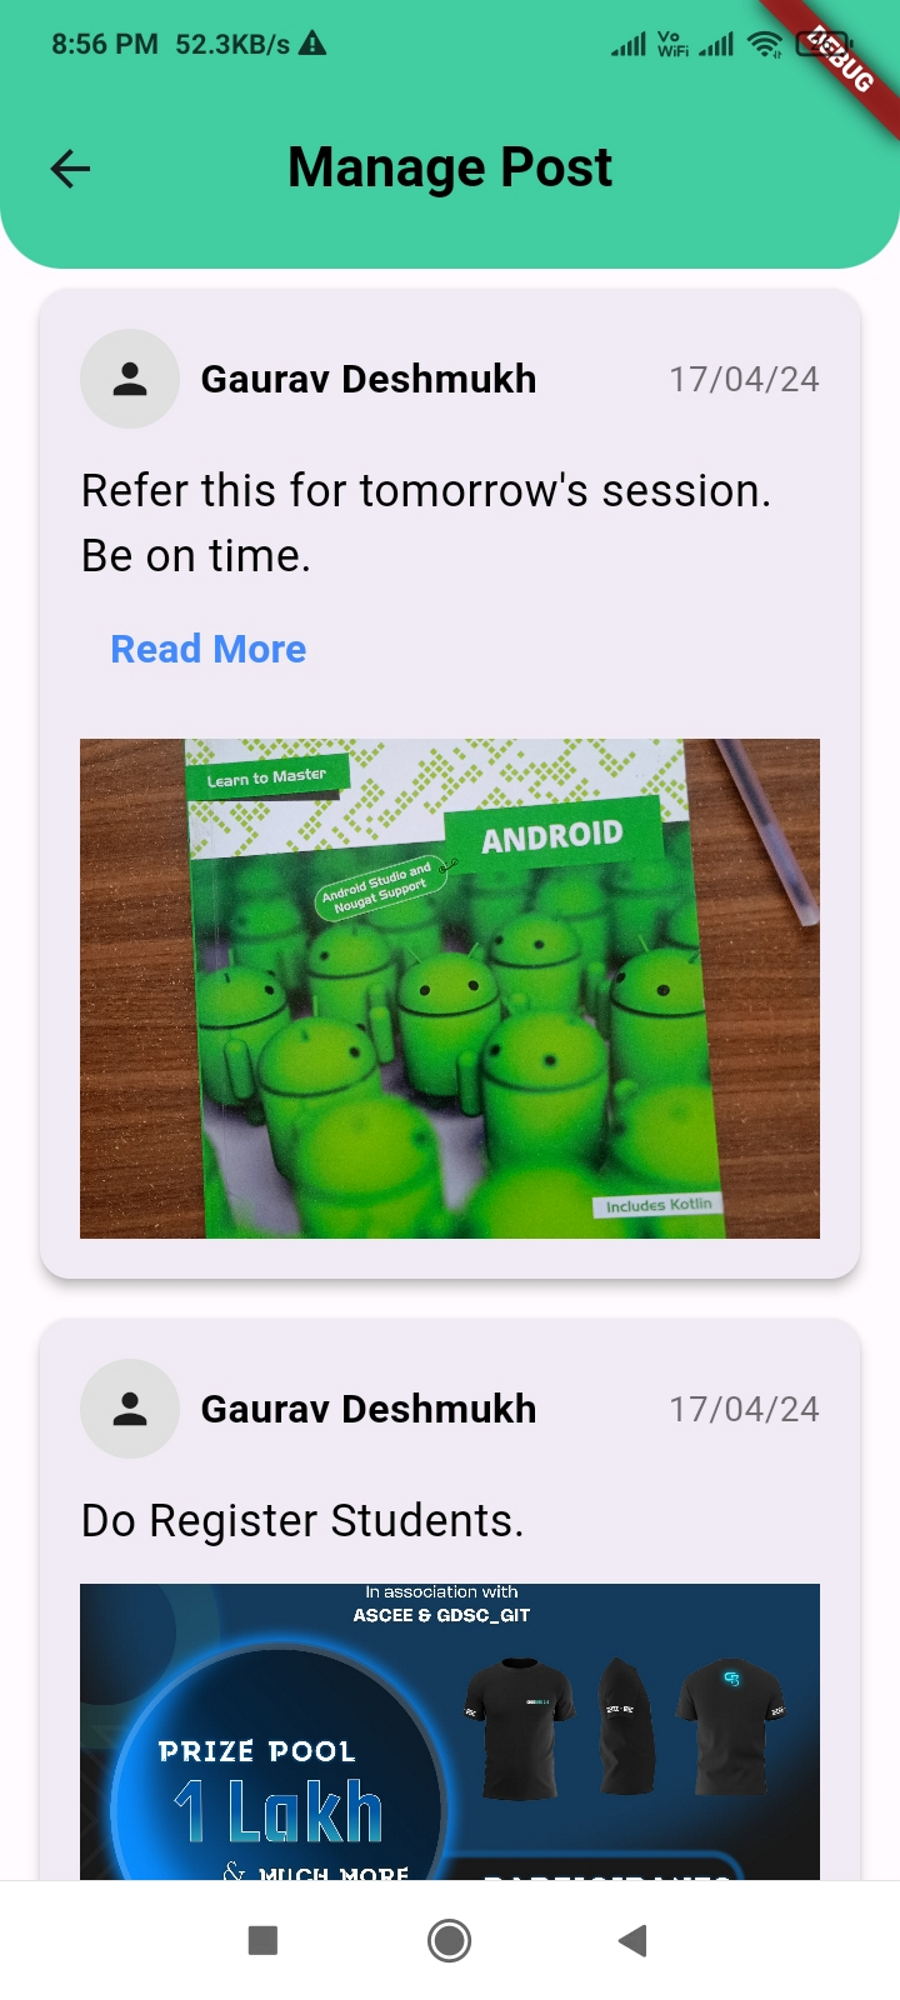 8:56 PM 52.3KB/s
Vo
WiFi
DEBUG
Manage Post
Gaurav Deshmukh
17/04/24
Refer this for tomorrow's session.
Be on time.
Read More
Learn to Master
ANDROID
Android Studio and
Nougat Support
Includes Kotlin
Gaurav Deshmukh
17/04/24
Do Register Students.
In association with
ASCEE & GDSC_GIT
PRIZE POOL
1 Lakh
& MUCH MORE
PARTICIPANTS